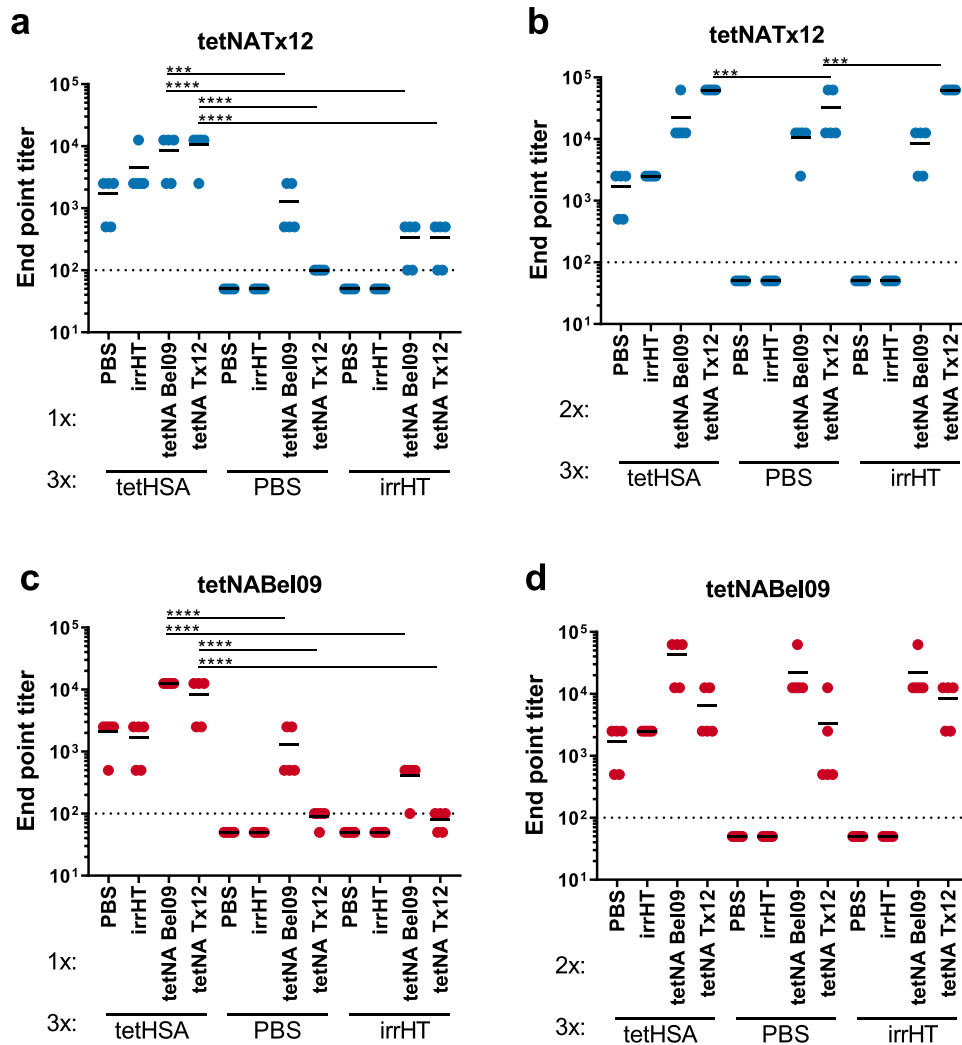 a
tetNATx12
***
****
****
****
End point titer
10^5
10^4
10^3
10^2
10^1
PBS
irrHT
tetNA Bel09
tetNA Tx12
PBS
irrHT
tetNA Bel09
tetNA Tx12
PBS
irrHT
tetNA Bel09
tetNA Tx12
1x:
3x:
tetHSA
PBS
irrHT
b
tetNATx12
***
***
End point titer
10^5
10^4
10^3
10^2
10^1
PBS
irrHT
tetNA Bel09
tetNA Tx12
PBS
irrHT
tetNA Bel09
tetNA Tx12
PBS
irrHT
tetNA Bel09
tetNA Tx12
2x:
3x:
tetHSA
PBS
irrHT
c
tetNABel09
****
****
****
****
End point titer
10^5
10^4
10^3
10^2
10^1
PBS
irrHT
tetNA Bel09
tetNA Tx12
PBS
irrHT
tetNA Bel09
tetNA Tx12
PBS
irrHT
tetNA Bel09
tetNA Tx12
1x:
3x:
tetHSA
PBS
irrHT
d
tetNABel09
End point titer
10^5
10^4
10^3
10^2
10^1
PBS
irrHT
tetNA Bel09
tetNA Tx12
PBS
irrHT
tetNA Bel09
tetNA Tx12
PBS
irrHT
tetNA Bel09
tetNA Tx12
2x:
3x:
tetHSA
PBS
irrHT